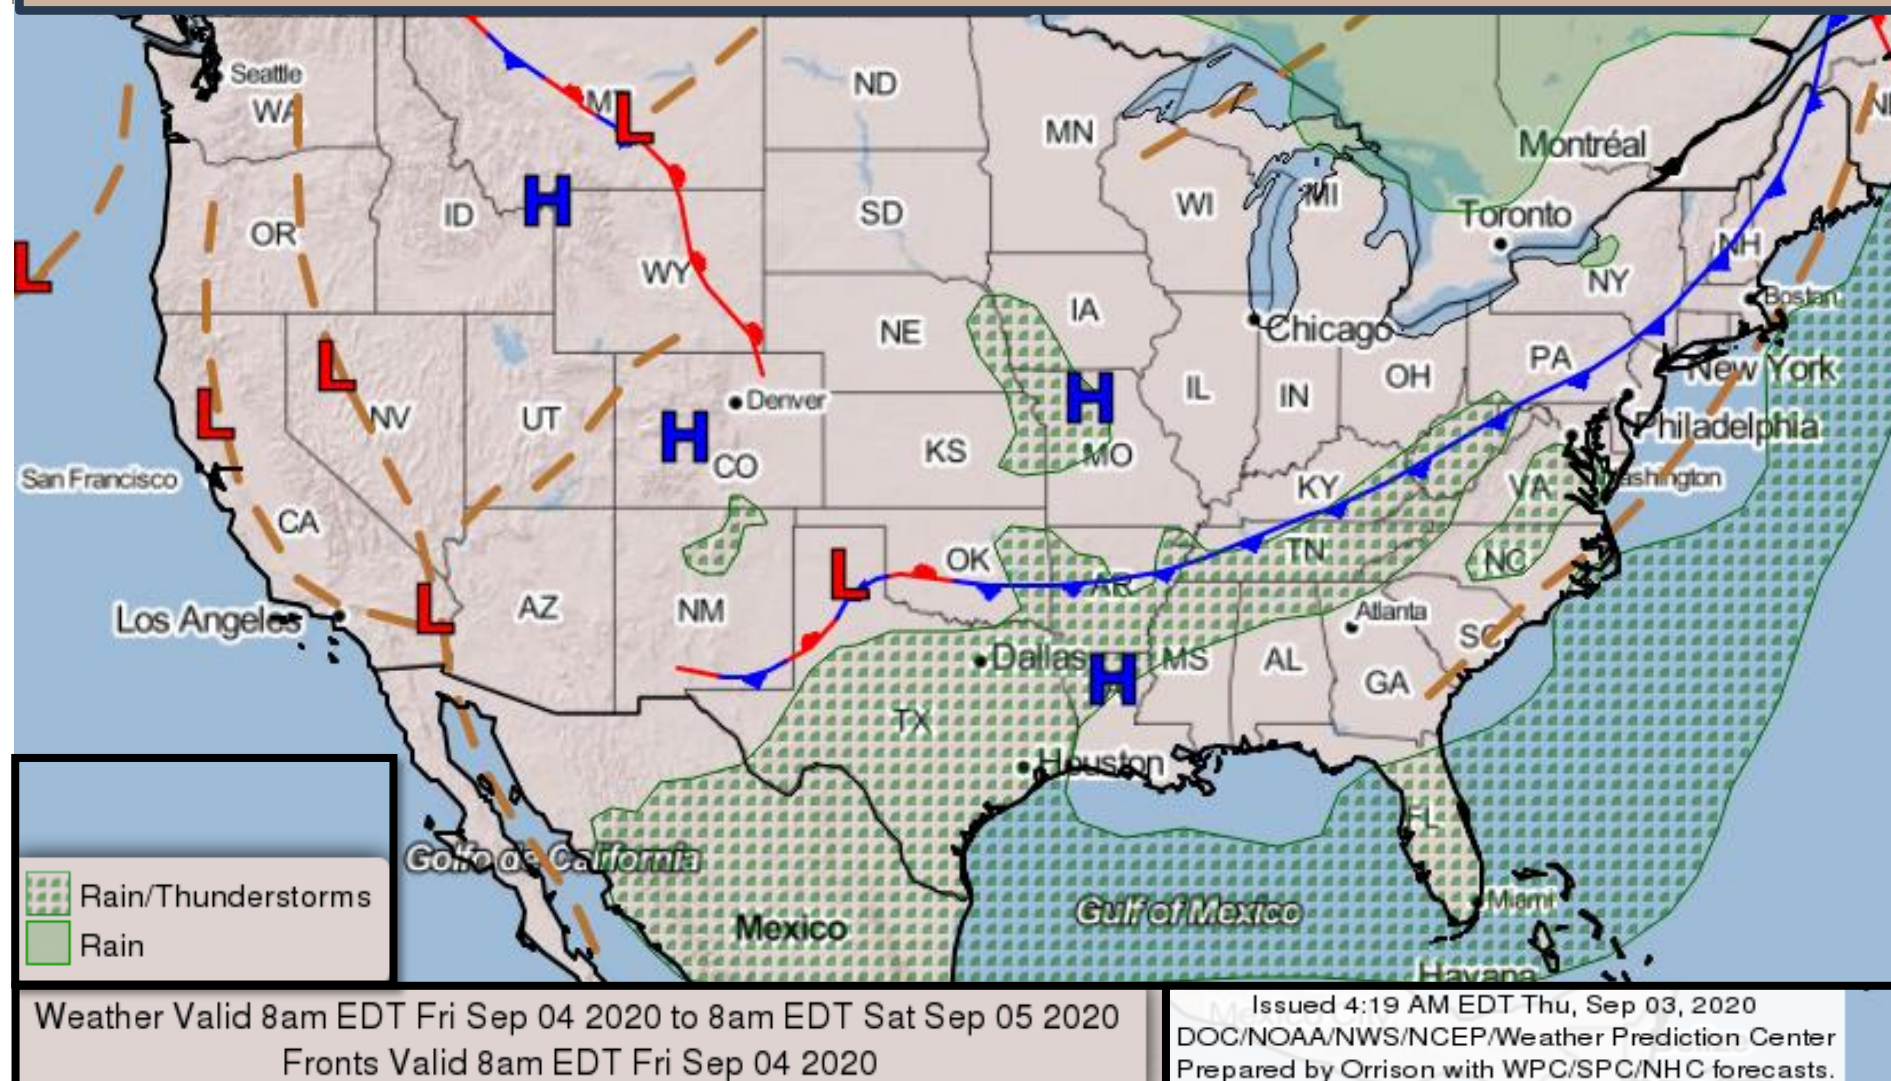 Seattle
WA
MT
ND
MN
Montréal
OR
ID
SD
WI
MI
Toronto
H
L
WY
NH
NY
L
NE
IA
Chicago
Boston
L
NV
UT
Denver
IL
IN
OH
PA
New York
L
H
CO
KS
H
MO
Philadelphia
San Francisco
KY
VA
Washington
CA
OK
TN
NC
L
AR
Los Angeles
L
AZ
NM
Atlanta
Dallas
H
MS
AL
SC
GA
TX
Houston
FL
Golfo de California
Mexico
Gulf of Mexico
Miami
Havana
Rain/Thunderstorms
Rain
Weather Valid 8am EDT Fri Sep 04 2020 to 8am EDT Sat Sep 05 2020
Fronts Valid 8am EDT Fri Sep 04 2020
Issued 4:19 AM EDT Thu, Sep 03, 2020
DOC/NOAA/NWS/NCEP/Weather Prediction Center
Prepared by Orrison with WPC/SPC/NHC forecasts.
Mexico City